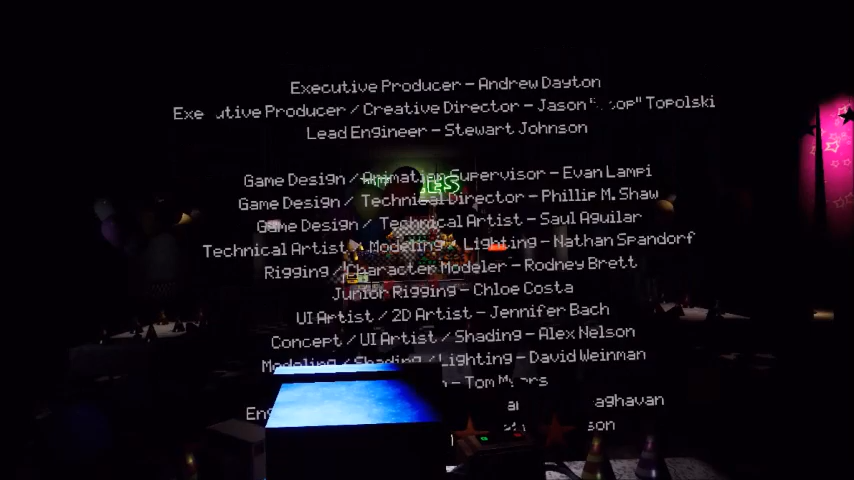 Executive Producer – Andrew Dayton
Executive Producer / Creative Director – Jason Topolski
Lead Engineer – Stewart Johnson
Game Design / Animation Supervisor – Evan Lampi
Game Design / Technical Director – Phillip M. Shaw
Game Design / Technical Artist – Saul Aguilar
Technical Artist / Modeling / Lighting – Nathan Spandorf
Rigging / Character Modeler – Rodney Brett
Junior Rigging – Chloe Costa
UI Artist / 2D Artist – Jennifer Bach
Concept / UI Artist / Shading – Alex Nelson
Modeling / Shading / Lighting – David Weinman
– Tom